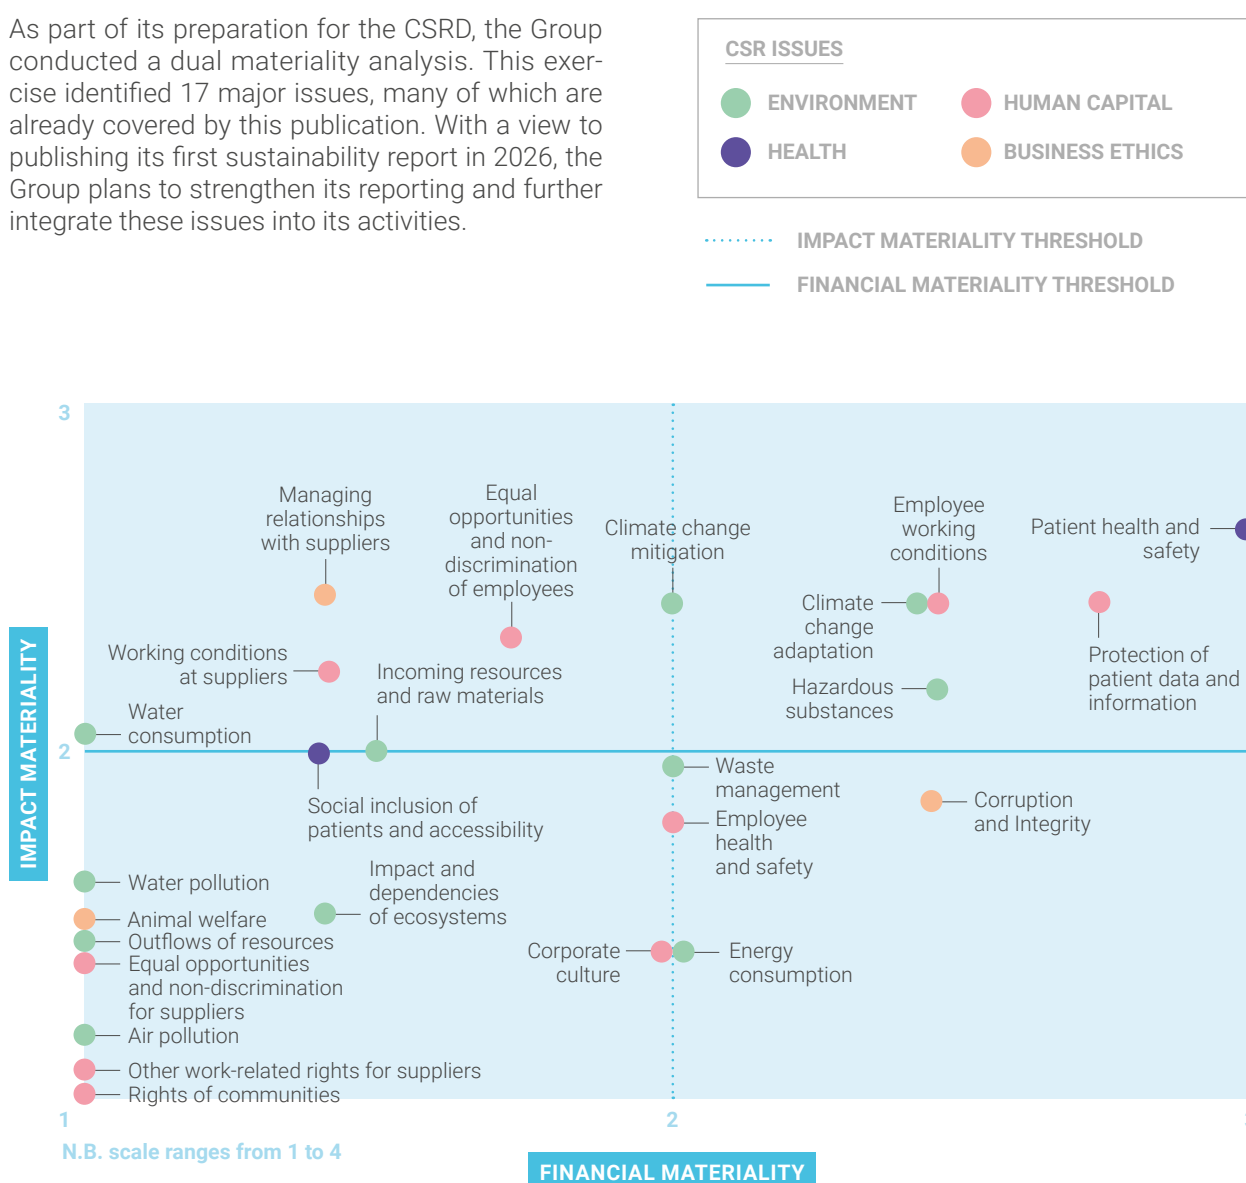 As part of its preparation for the CSRD, the Group
conducted a dual materiality analysis. This exer-
cise identified 17 major issues, many of which are
already covered by this publication. With a view to
publishing its first sustainability report in 2026, the
Group plans to strengthen its reporting and further
integrate these issues into its activities.
CSR ISSUES
ENVIRONMENT
HUMAN CAPITAL
HEALTH
BUSINESS ETHICS
IMPACT MATERIALITY THRESHOLD
FINANCIAL MATERIALITY THRESHOLD
3
Managing
relationships
with suppliers
Equal
opportunities
and non-
discrimination
of employees
Climate change
mitigation
Employee
working
conditions
Patient health and
safety
Climate
change
adaptation
Working conditions
at suppliers
Incoming resources
and raw materials
Hazardous
substances
Protection of
patient data and
information
Water
consumption
2
IMPACT MATERIALITY
Social inclusion of
patients and accessibility
Waste
management
Employee
health
and safety
Corruption
and Integrity
Water pollution
Impact and
dependencies
of ecosystems
Animal welfare
Outflows of resources
Equal opportunities
and non-discrimination
for suppliers
Corporate
culture
Energy
consumption
Air pollution
Other work-related rights for suppliers
Rights of communities
1
2
N.B. scale ranges from 1 to 4
FINANCIAL MATERIALITY